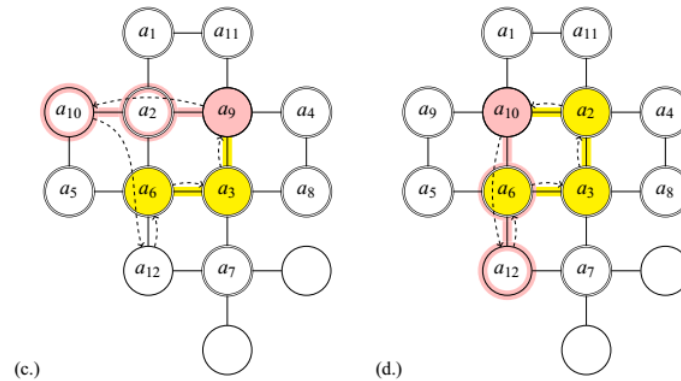 a1 a11 a1 a11
a10 a2 a9 a4 a9 a10 a2 a4
a5 a6 a3 a8 a5 a6 a3 a8
a12 a7 a12 a7
(c.) (d.)